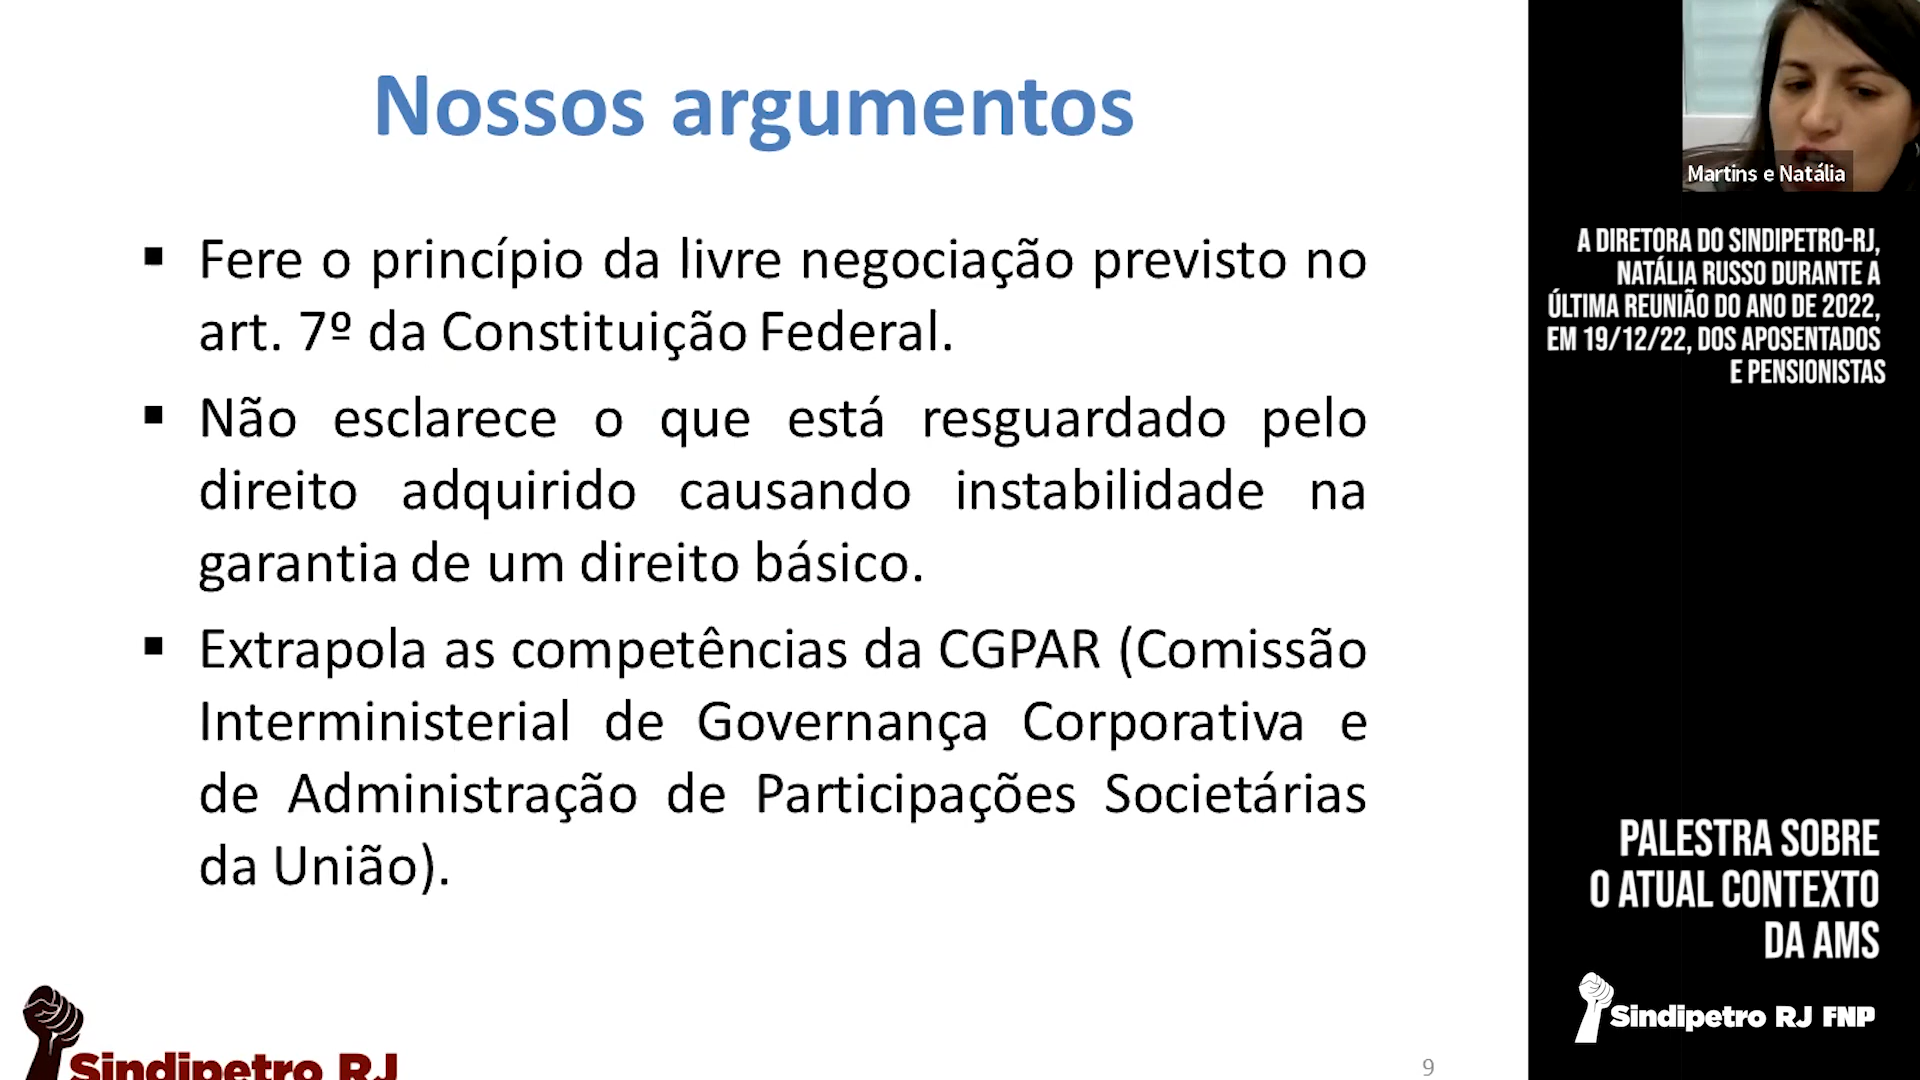 Nossos argumentos
Fere o princípio da livre negociação previsto no
art. 7º da Constituição Federal.
Não esclarece o que está resguardado pelo
direito adquirido causando instabilidade na
garantia de um direito básico.
Extrapola as competências da CGPAR (Comissão
Interministerial de Governança Corporativa e
de Administração de Participações Societárias
da União).
Sindipetro RJ
9
Martins e Natália
A DIRETORA DO SINDIPETRO-RJ,
NATÁLIA RUSSO DURANTE A
ÚLTIMA REUNIÃO DO ANO DE 2022,
EM 19/12/22, DOS APOSENTADOS
E PENSIONISTAS
PALESTRA SOBRE
O ATUAL CONTEXTO
DA AMS
Sindipetro RJ FNP